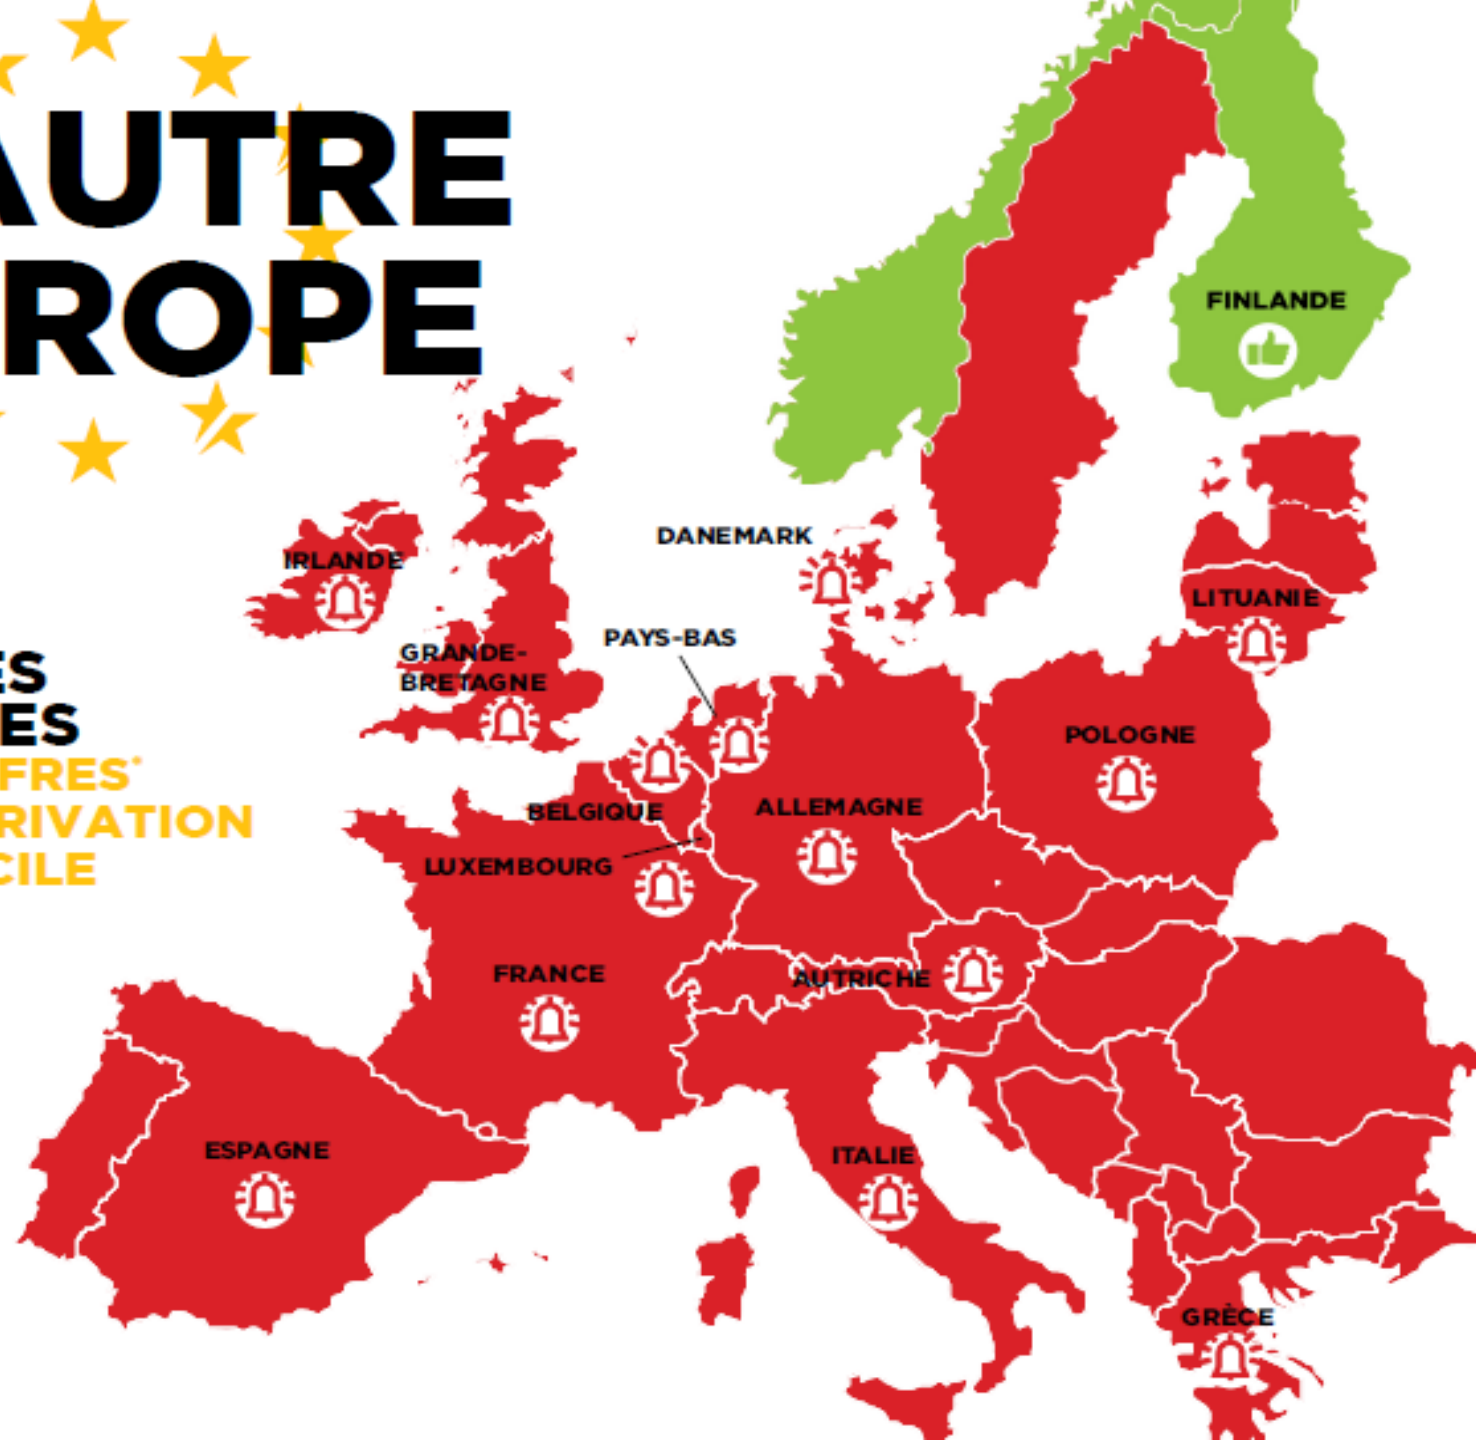 AUTRE
ROPE
ES
ES
FRES*
RIVATION
CILE
FINLANDE
DANEMARK
IRLANDE
LITUANIE
PAYS-BAS
GRANDE-
BRETAGNE
POLOGNE
BELGIQUE
ALLEMAGNE
LUXEMBOURG
FRANCE
AUTRICHE
ESPAGNE
ITALIE
GRÈCE